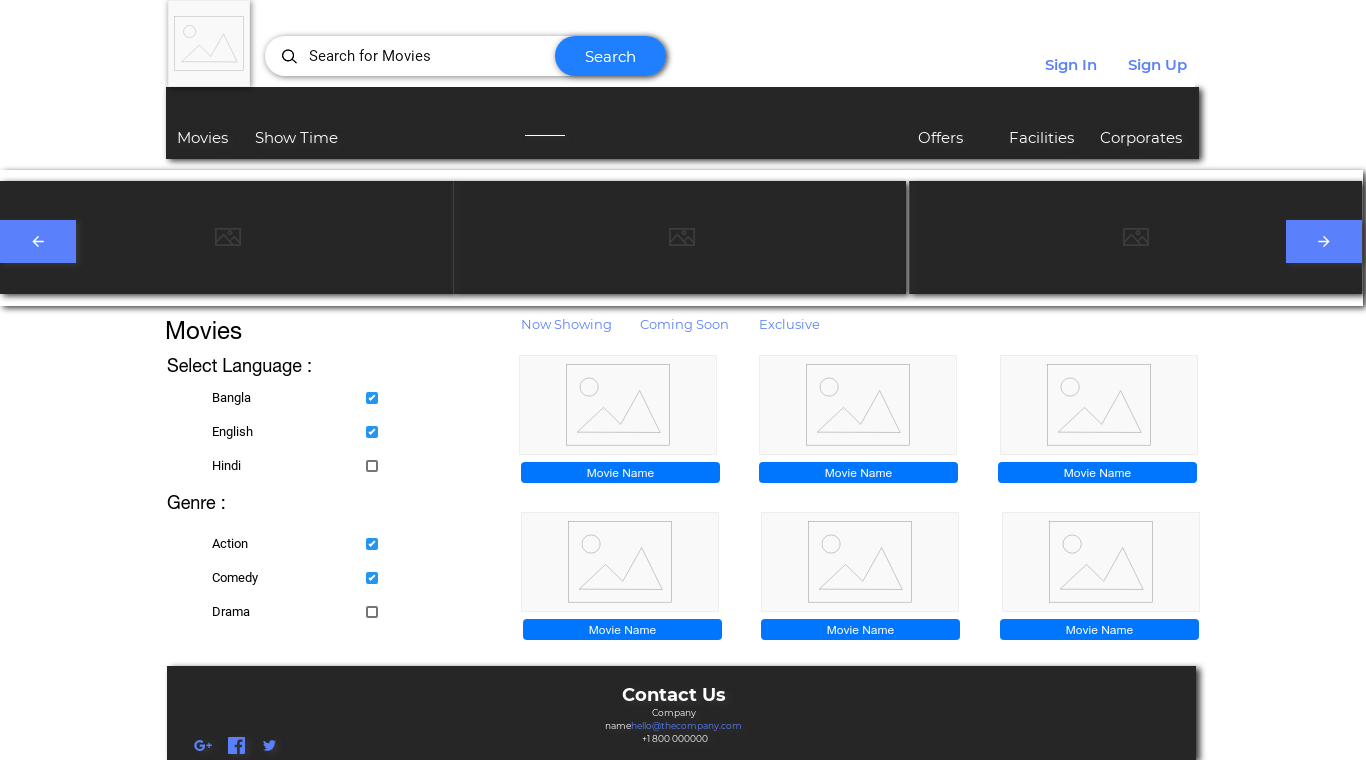 Search for Movies
Search
Sign In
Sign Up
Movies
Show Time
Offers
Facilities
Corporates
Movies
Select Language :
Bangla
English
Hindi
Genre :
Action
Comedy
Drama
Now Showing
Coming Soon
Exclusive
Movie Name
Movie Name
Movie Name
Movie Name
Movie Name
Movie Name
Contact Us
Company
namehello@thecompany.com
+1 800 000000